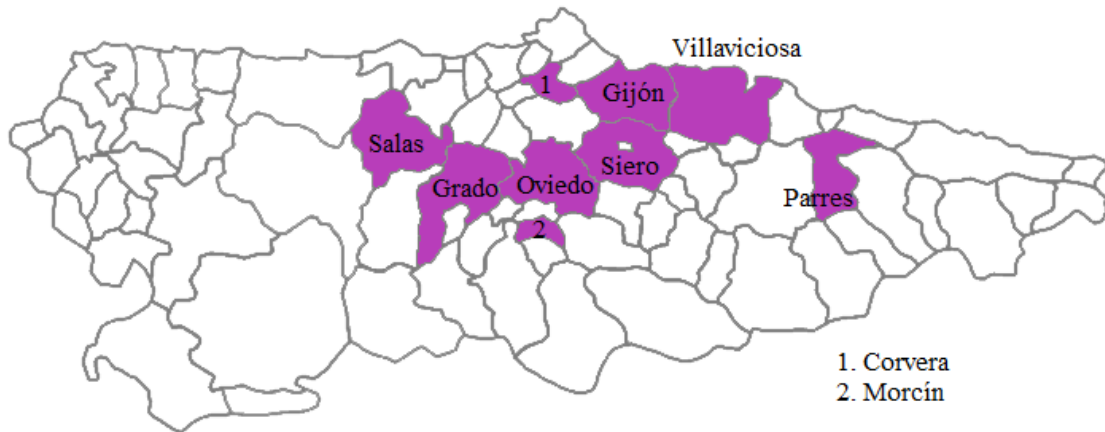 Villaviciosa
1
Gijón
Salas
Siero
Grado
Oviedo
Parres
2
1. Corvera
2. Morcín